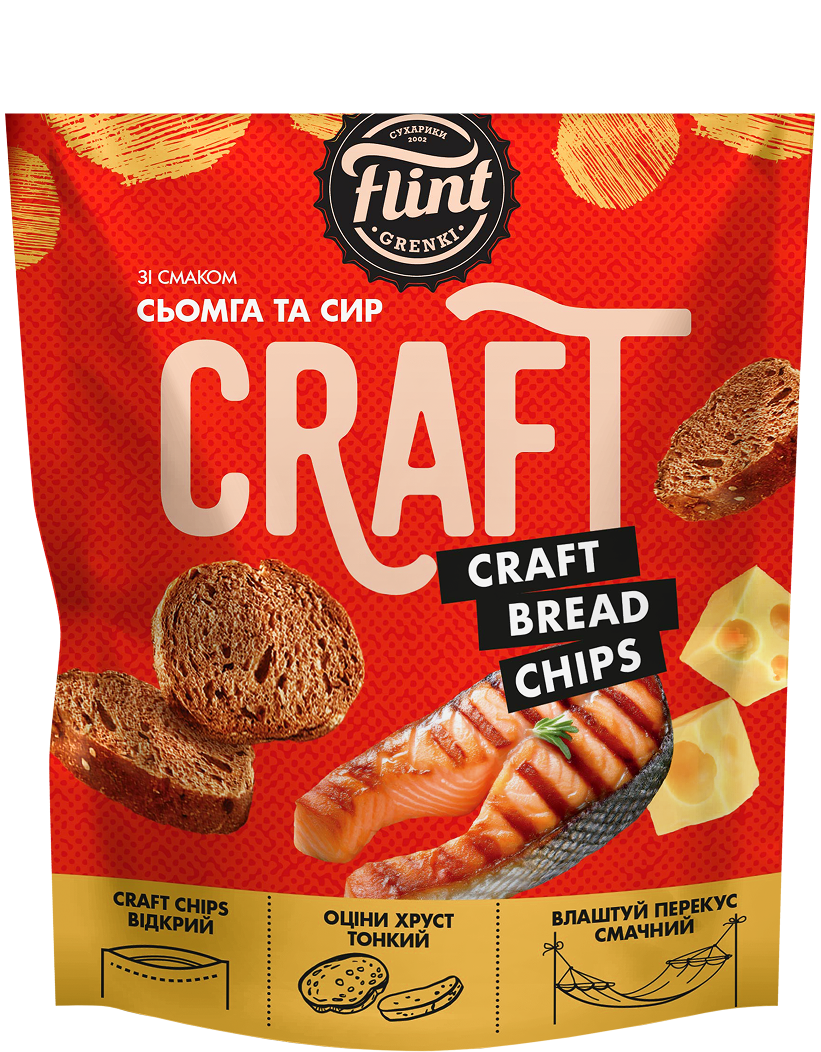 СУХАРИКИ
2002
flint
• GRENKI •
ЗІ СМАКОМ
СЬОМГА ТА СИР
CRAFT
CRAFT
BREAD
CHIPS
CRAFT CHIPS
ВІДКРИЙ
ОЦІНИ ХРУСТ
ТОНКИЙ
ВЛАШТУЙ ПЕРЕКУС
СМАЧНИЙ